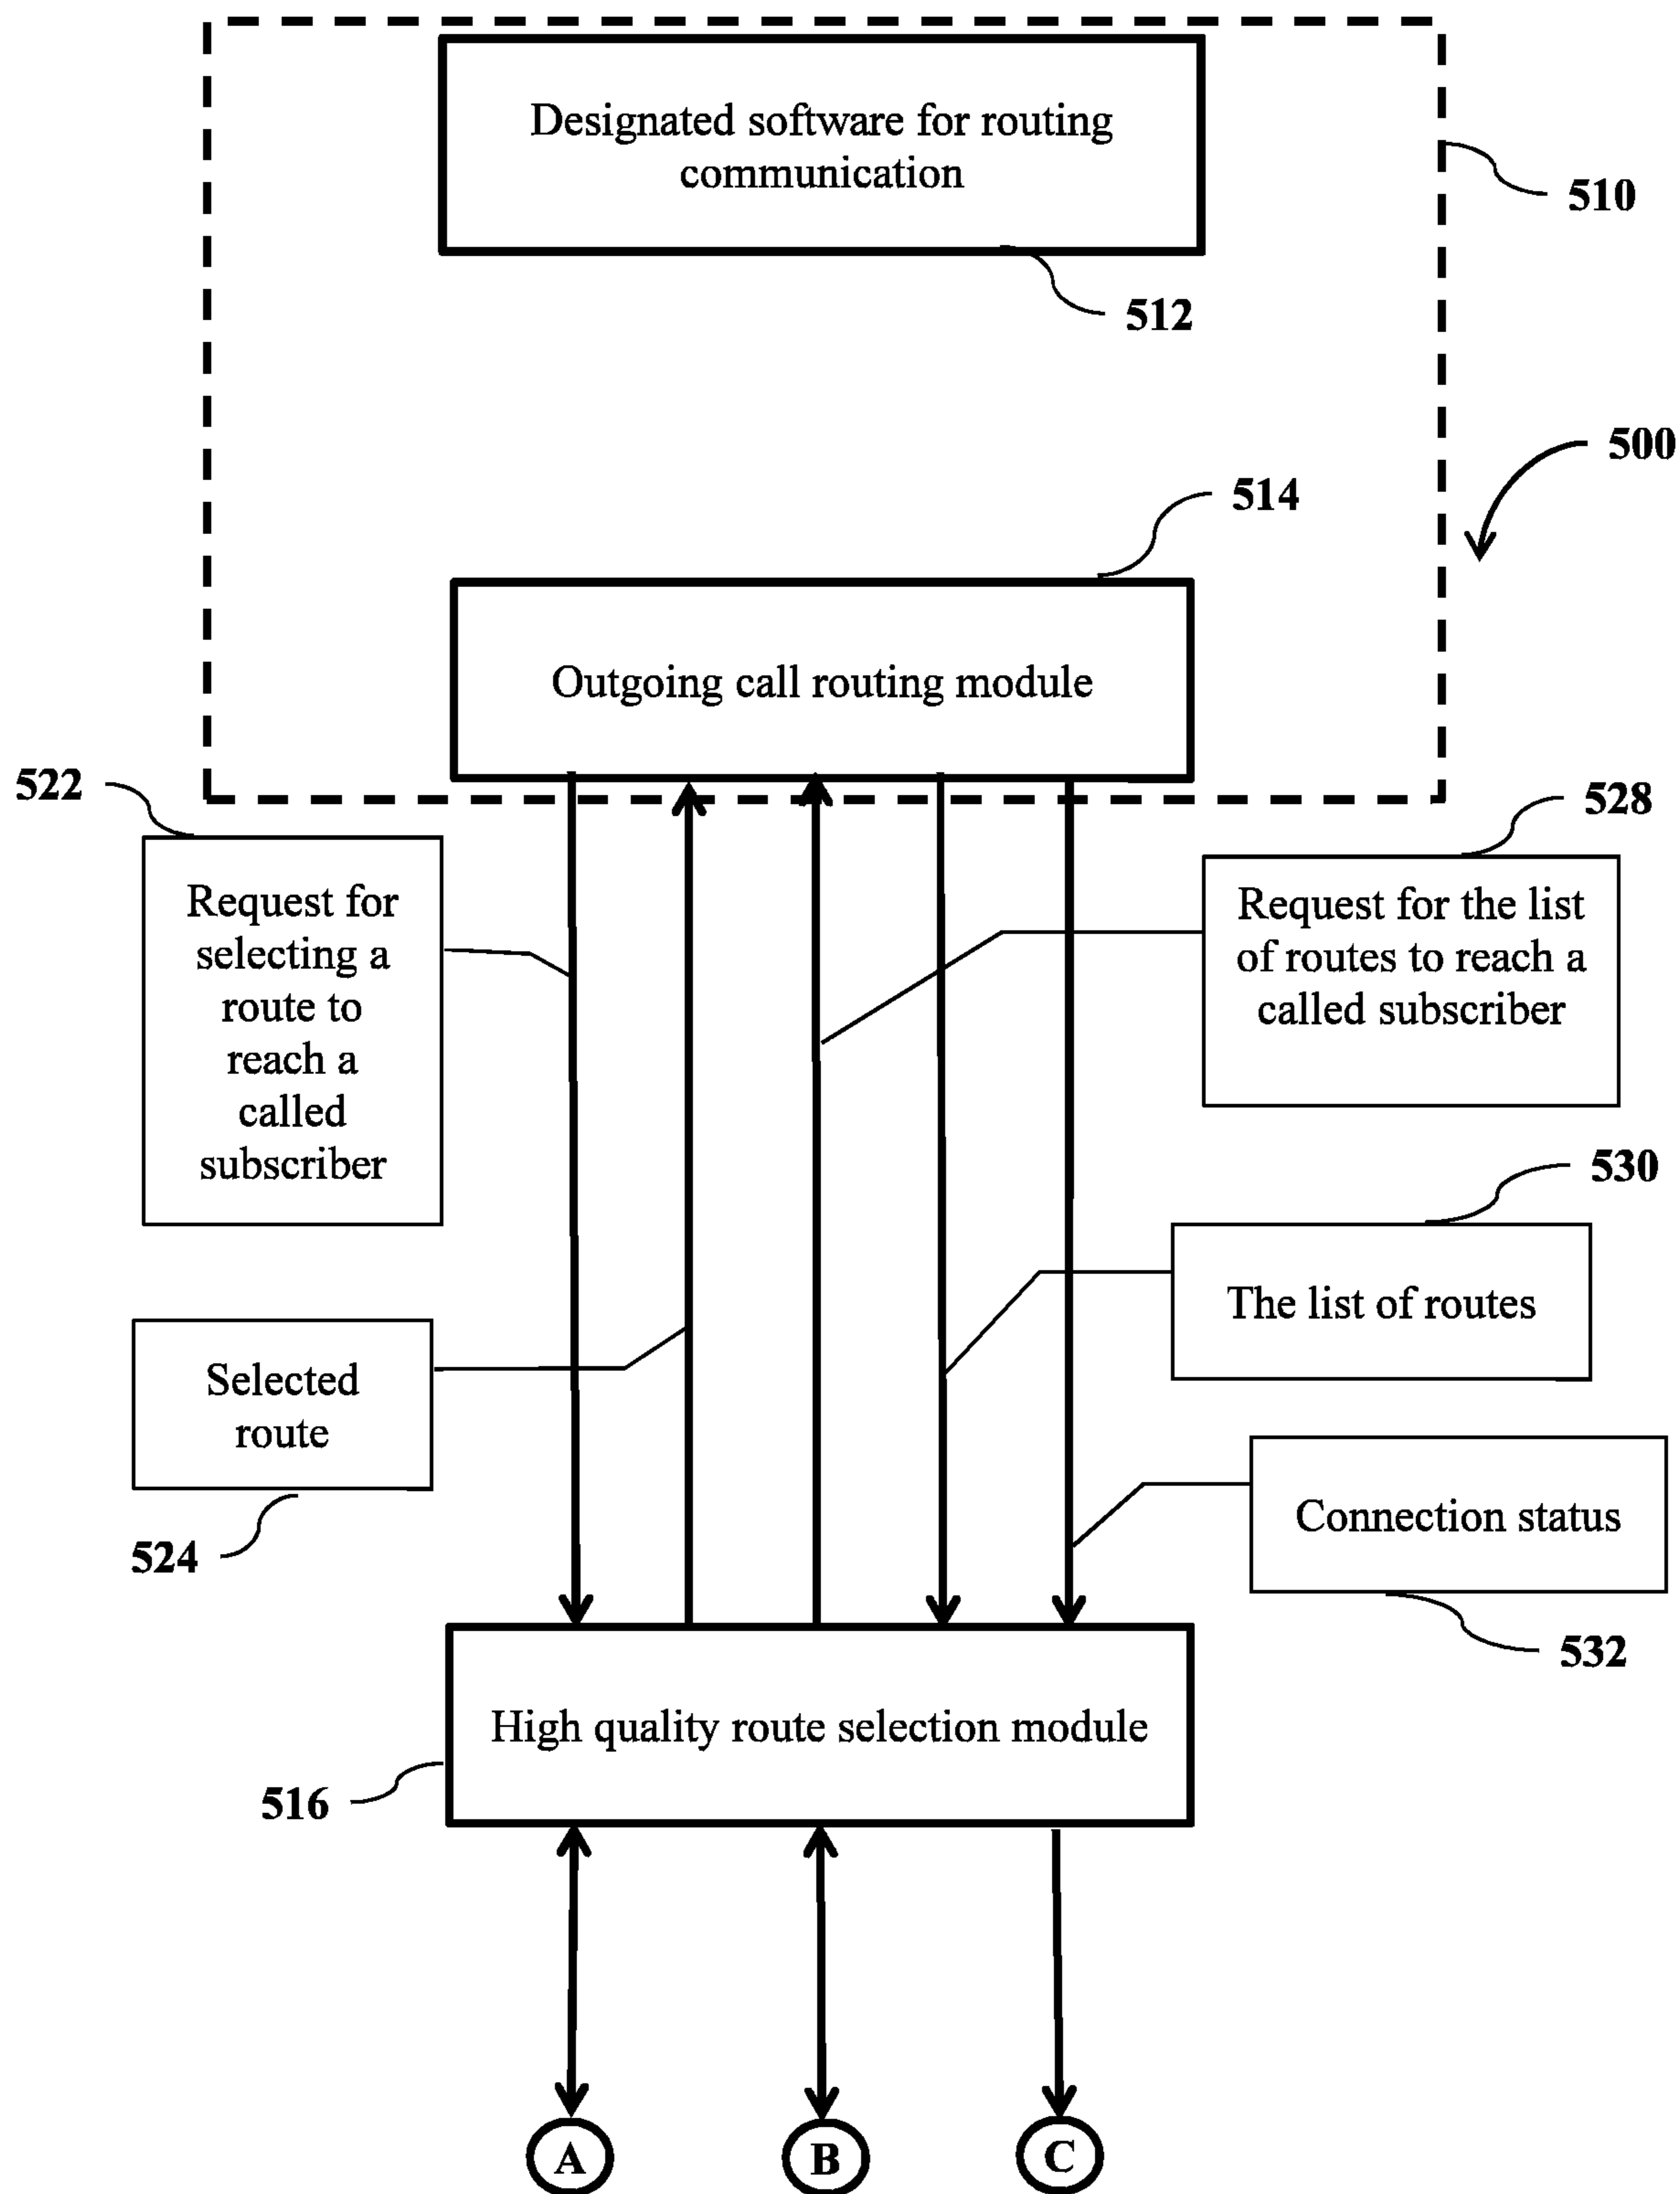 Designated software for routing
communication
510
512
500
514
Outgoing call routing module
522
528
Request for
selecting a
route to
reach a
called
subscriber
Request for the list
of routes to reach a
called subscriber
530
The list of routes
Selected
route
524
Connection status
532
High quality route selection module
516
A
B
C